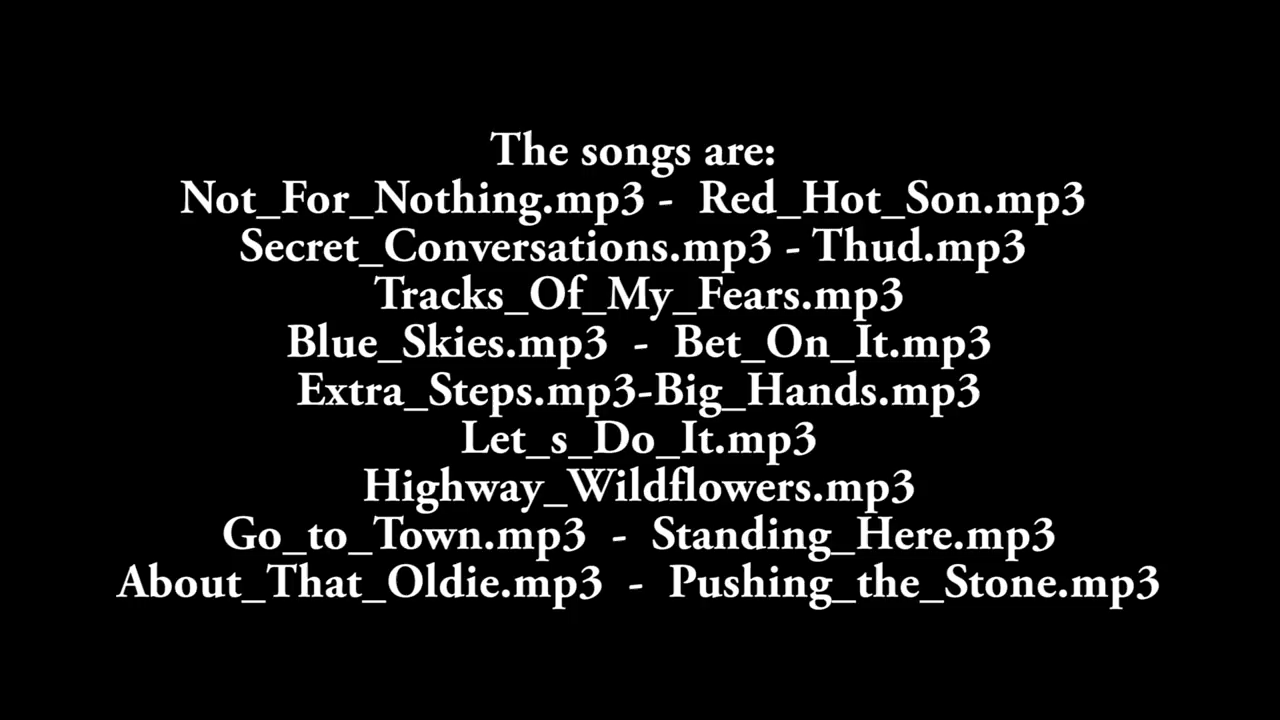 The songs are:
Not_For_Nothing.mp3 -  Red_Hot_Son.mp3
Secret_Conversations.mp3 - Thud.mp3
Tracks_Of_My_Fears.mp3
Blue_Skies.mp3  -  Bet_On_It.mp3
Extra_Steps.mp3-Big_Hands.mp3
Let_s_Do_It.mp3
Highway_Wildflowers.mp3
Go_to_Town.mp3  -  Standing_Here.mp3
About_That_Oldie.mp3  -  Pushing_the_Stone.mp3